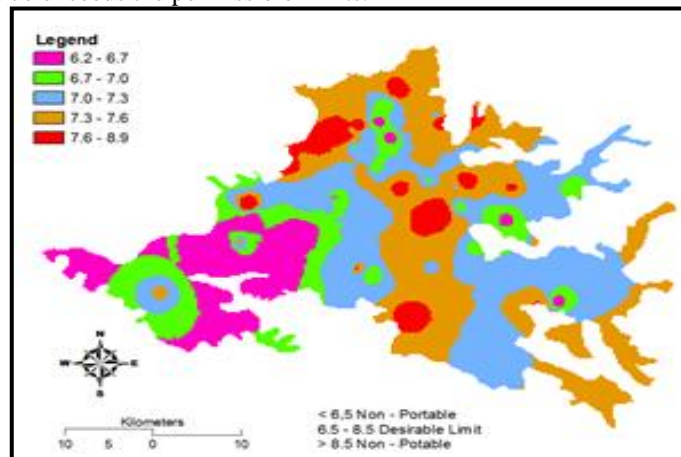 Legend
6.2 - 6.7
6.7 - 7.0
7.0 - 7.3
7.3 - 7.6
7.6 - 8.9
N
W E
S
Kilometers
10 5 0 10
< 6,5 Non - Portable
6.5 - 8.5 Desirable Limit
> 8.5 Non - Potable